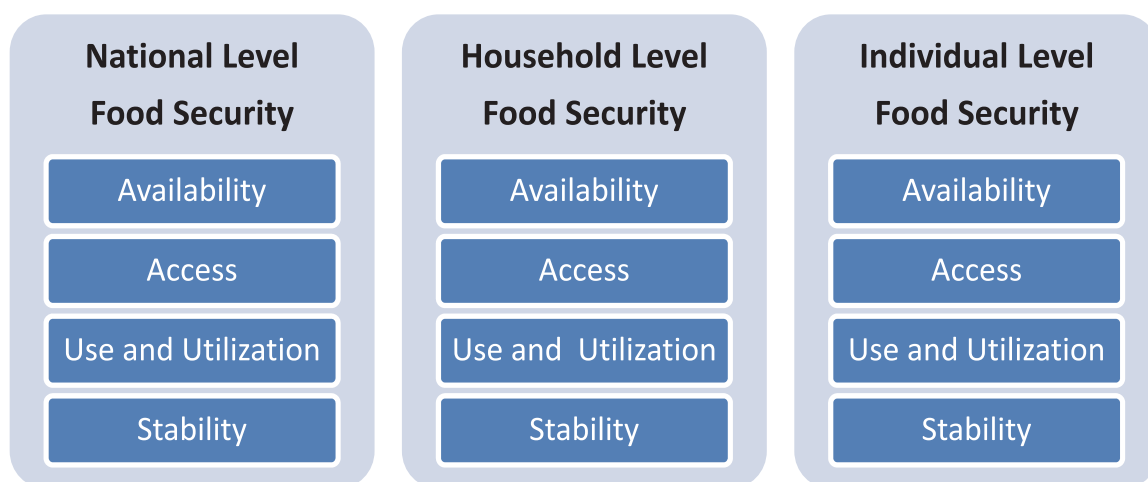 National Level
Food Security
Availability
Access
Use and Utilization
Stability
Household Level
Food Security
Availability
Access
Use and  Utilization
Stability
Individual Level
Food Security
Availability
Access
Use and Utilization
Stability